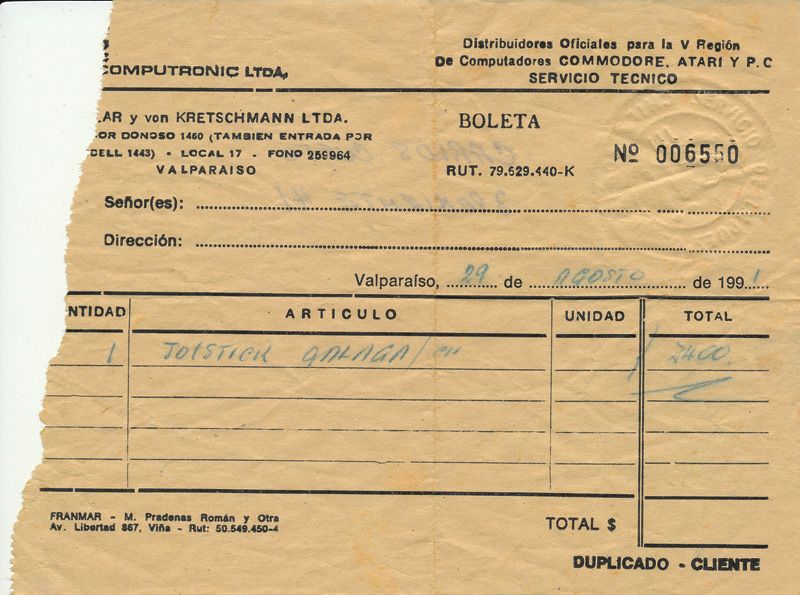 COMPUTRONIC LTDA,
Distribuidores Oficiales para la V Región
De Computadores COMMODORE, ATARI Y P.C
SERVICIO TECNICO
LAR y von KRETSCHMANN LTDA.
OR DONOSO 1460 (TAMBIEN ENTRADA POR
DELL 1443) • LOCAL 17 - FONO 259964
VALPARAISO
BOLETA
RUT. 79.629.440-K
Nº 006550
Señor(es):
Dirección:
Valparaíso, 29 de AGOSTO de 1991
NTIDAD ARTICULO UNIDAD TOTAL
1 JOISTICK GALAGA/CH 2400
FRANMAR - M. Pradenas Román y Otra
Av. Libertad 867, Viña - Rut: 50.549.450-4
TOTAL $
DUPLICADO - CLIENTE